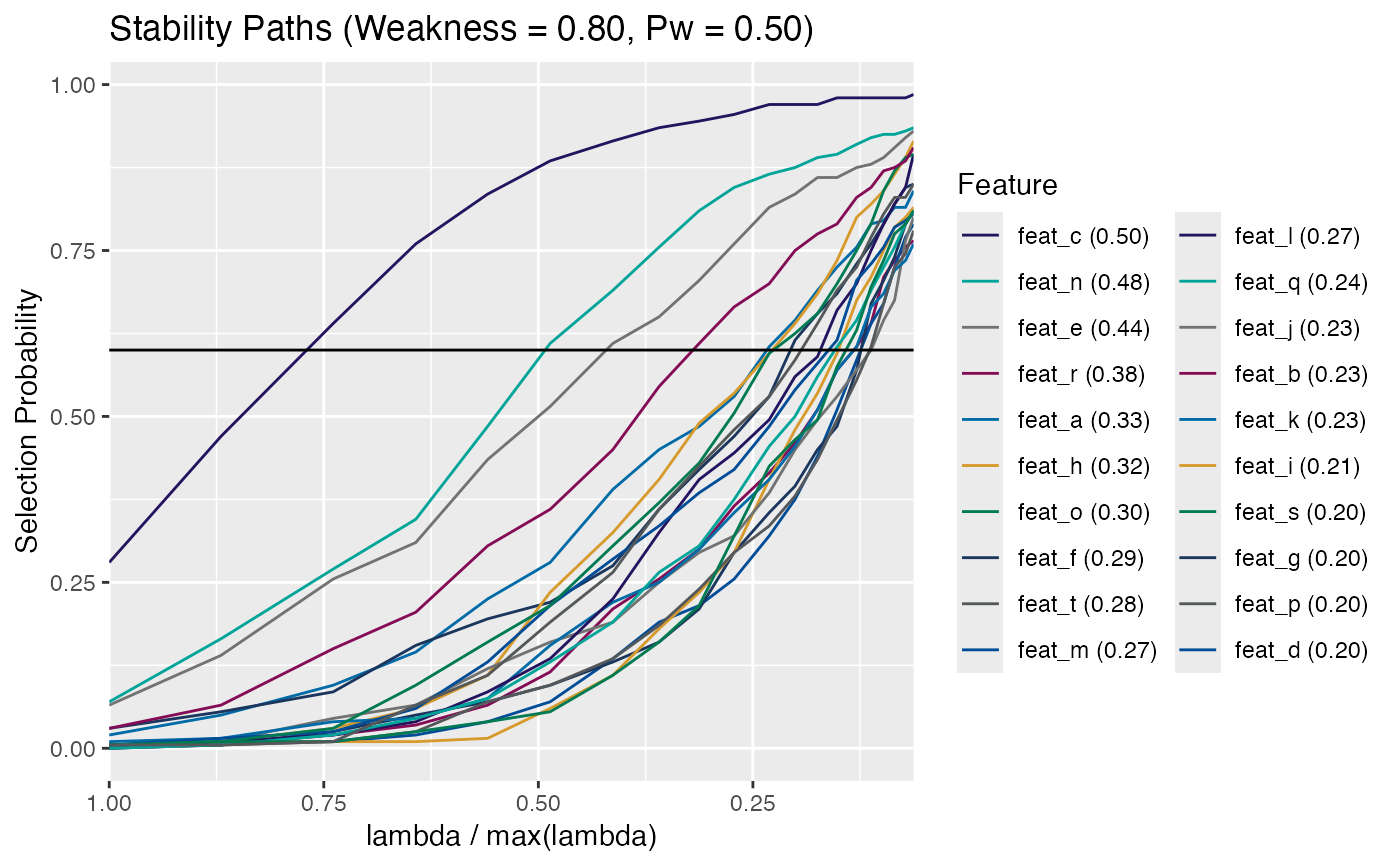 Stability Paths (Weakness = 0.80, Pw = 0.50)
Selection Probability
1.00
0.75
0.50
0.25
0.00
1.00 0.75 0.50 0.25
lambda / max(lambda)
Feature
feat_c (0.50) feat_l (0.27)
feat_n (0.48) feat_q (0.24)
feat_e (0.44) feat_j (0.23)
feat_r (0.38) feat_b (0.23)
feat_a (0.33) feat_k (0.23)
feat_h (0.32) feat_i (0.21)
feat_o (0.30) feat_s (0.20)
feat_f (0.29) feat_g (0.20)
feat_t (0.28) feat_p (0.20)
feat_m (0.27) feat_d (0.20)